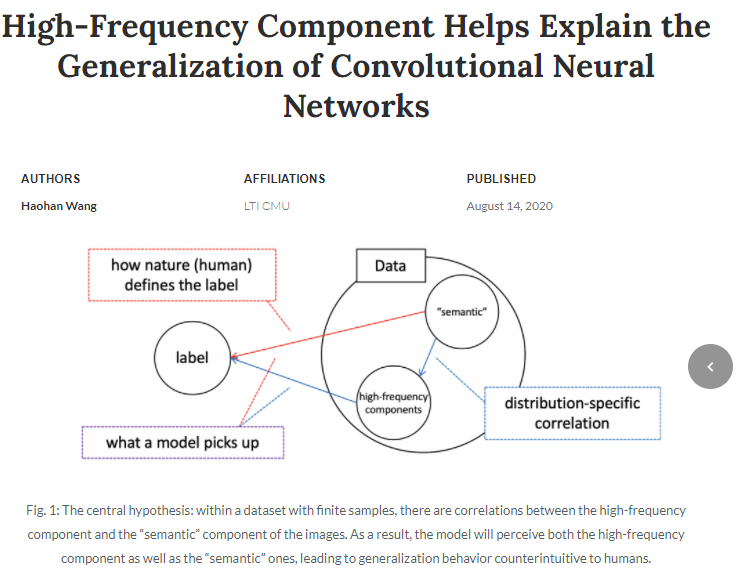 High-Frequency Component Helps Explain the
Generalization of Convolutional Neural
Networks
AUTHORS
AFFILIATIONS
PUBLISHED
Haohan Wang
LTI CMU
August 14, 2020
how nature (human)
defines the label
Data
"semantic"
label
high-frequency
components
distribution-specific
correlation
what a model picks up
Fig. 1: The central hypothesis: within a dataset with finite samples, there are correlations between the high-frequency
component and the “semantic” component of the images. As a result, the model will perceive both the high-frequency
component as well as the “semantic” ones, leading to generalization behavior counterintuitive to humans.